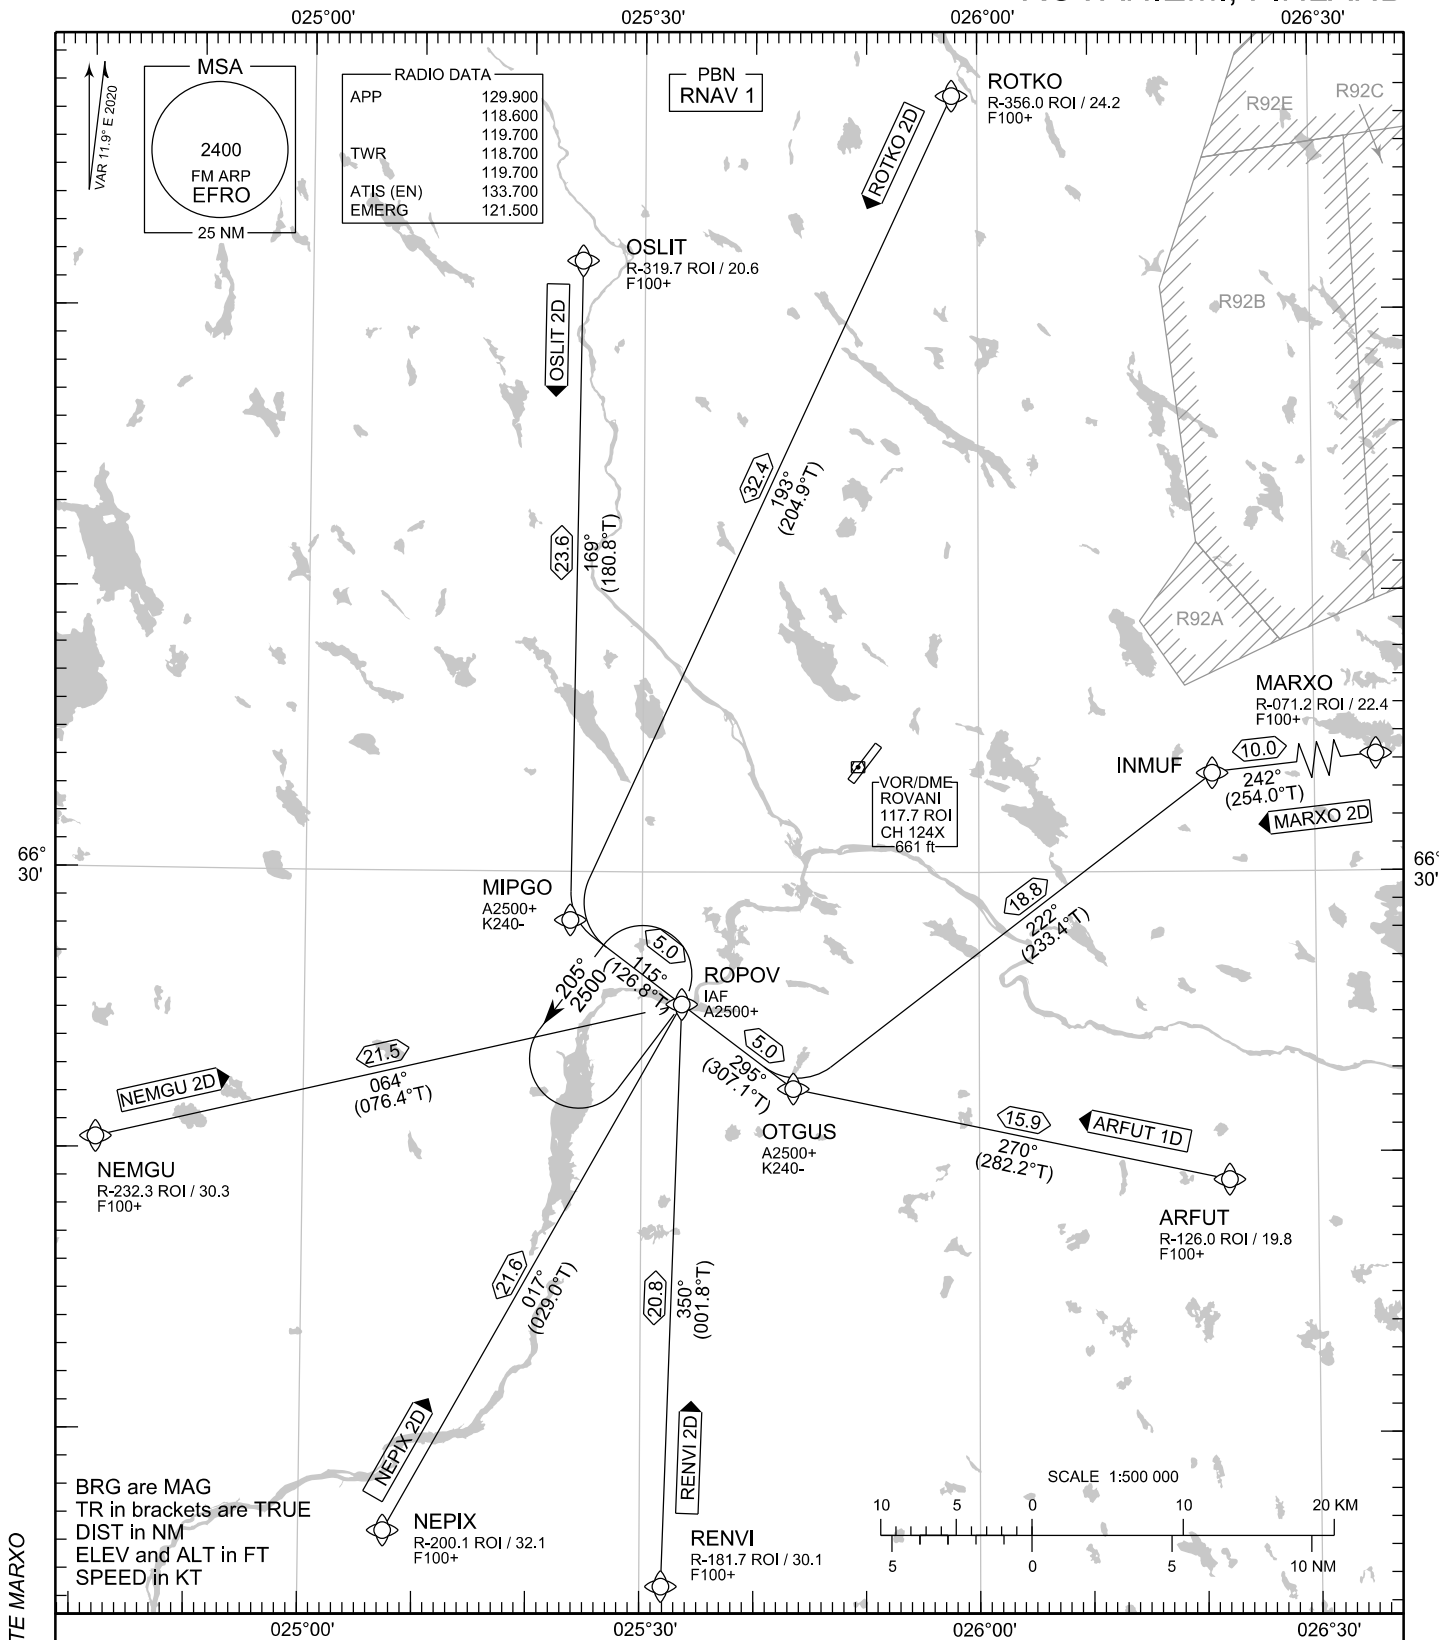 025°00'
025°30'
026°00'
026°30'
VAR 11.9° E 2020
MSA
2400
FM ARP
EFRO
25 NM
RADIO DATA
APP 129.900
118.600
119.700
TWR 118.700
119.700
ATIS (EN) 133.700
EMERG 121.500
PBN
RNAV 1
ROTKO
R-356.0 ROI / 24.2
F100+
ROTKO 2D
R92E
R92C
R92B
R92A
OSLIT
R-319.7 ROI / 20.6
F100+
OSLIT 2D
32.4
193°
(204.9°T)
23.6
169°
(180.8°T)
MARXO
R-071.2 ROI / 22.4
F100+
INMUF
10.0
242°
(254.0°T)
MARXO 2D
VOR/DME
ROVANI
117.7 ROI
CH 124X
661 ft
66°
30'
66°
30'
MIPGO
A2500+
K240-
18.8
222°
(233.4°T)
5.0
115°
(126.8°T)
205°
2500
ROPOV
IAF
A2500+
5.0
295°
(307.1°T)
21.5
064°
(076.4°T)
NEMGU 2D
NEMGU
R-232.3 ROI / 30.3
F100+
OTGUS
A2500+
K240-
15.9
270°
(282.2°T)
ARFUT 1D
ARFUT
R-126.0 ROI / 19.8
F100+
21.6
017°
(029.0°T)
20.8
350°
(001.8°T)
NEPIX 2D
RENVI 2D
NEPIX
R-200.1 ROI / 32.1
F100+
RENVI
R-181.7 ROI / 30.1
F100+
BRG are MAG
TR in brackets are TRUE
DIST in NM
ELEV and ALT in FT
SPEED in KT
SCALE 1:500 000
10 5 0 10 20 KM
5 0 5 10 NM
TE MARXO
025°00'
025°30'
026°00'
026°30'